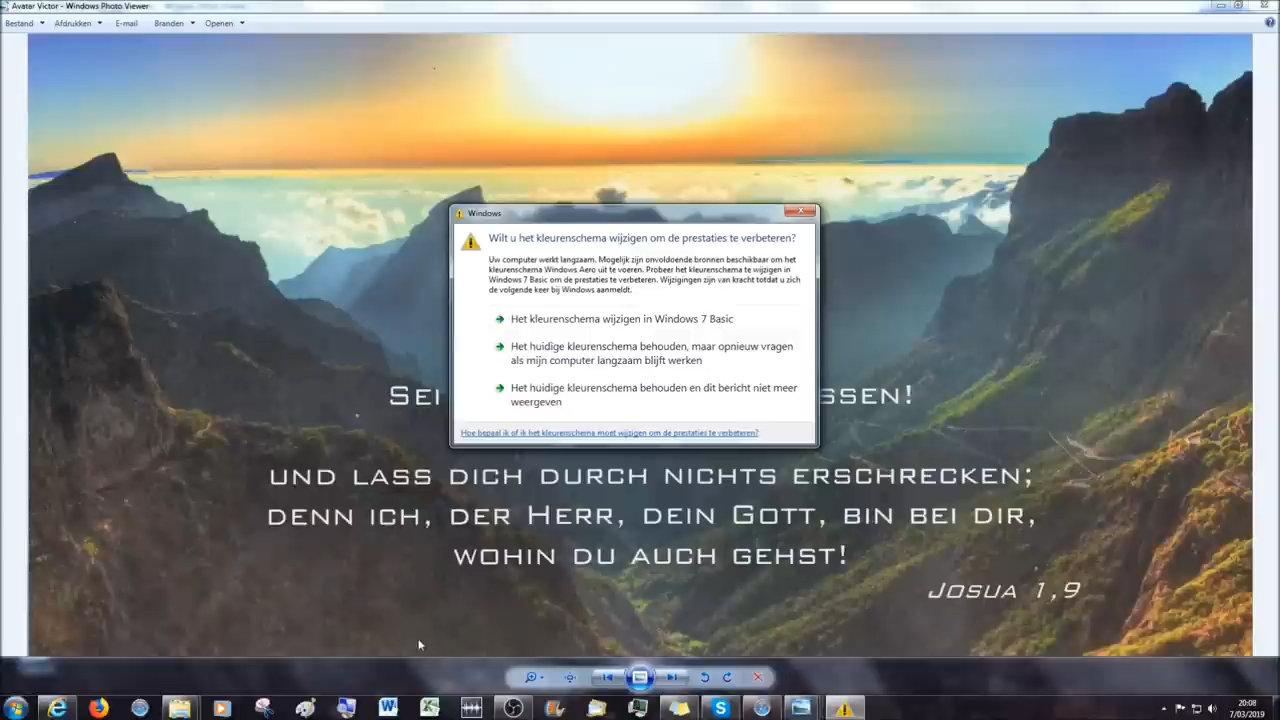 Avatar Victor - Windows Photo Viewer
Bestand Afdrukken E-mail Branden Openen
Windows
Wilt u het kleurenschema wijzigen om de prestaties te verbeteren?
Uw computer werkt langzaam. Mogelijk zijn onvoldoende bronnen beschikbaar om het
kleurenschema Windows Aero uit te voeren. Probeer het kleurenschema te wijzigen in
Windows 7 Basic om de prestaties te verbeteren. Wijzigingen zijn van kracht totdat u zich
de volgende keer bij Windows aanmeldt.
Het kleurenschema wijzigen in Windows 7 Basic
Het huidige kleurenschema behouden, maar opnieuw vragen
als mijn computer langzaam blijft werken
Het huidige kleurenschema behouden en dit bericht niet meer
weergeven
Hoe bepaal ik of ik het kleurenschema moet wijzigen om de prestaties te verbeteren?
Sei ssen!
und lass dich durch nichts erschrecken;
denn ich, der Herr, dein Gott, bin bei dir,
wohin du auch gehst!
Josua 1,9
20:08
7/03/2019